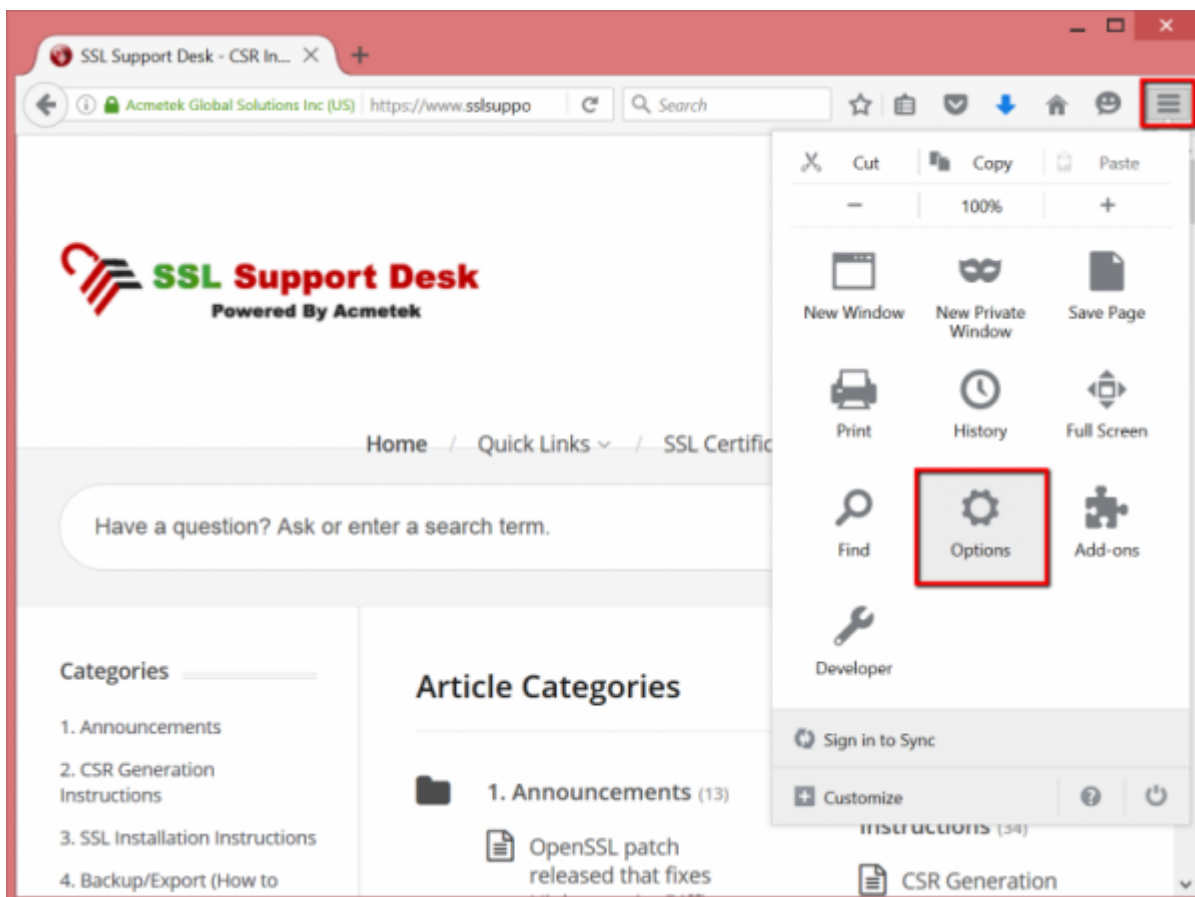 SSL Support Desk - CSR In...
Acmetek Global Solutions Inc (US) https://www.sslsuppo Search
Cut Copy Paste
100%
SSL Support Desk
Powered By Acmetek
New Window New Private Window Save Page
Print History Full Screen
Home / Quick Links / SSL Certific
Have a question? Ask or enter a search term.
Find Options Add-ons
Developer
Categories
1. Announcements
2. CSR Generation
Instructions
3. SSL Installation Instructions
4. Backup/Export (How to
Article Categories
1. Announcements (13)
OpenSSL patch
released that fixes
Sign in to Sync
Customize
Instructions (34)
CSR Generation